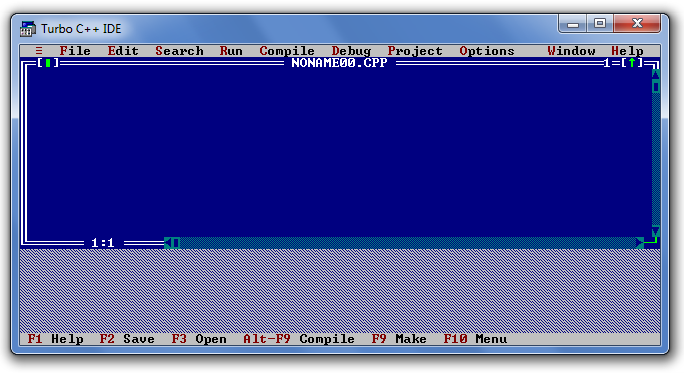 Turbo C++ IDE
≡ File Edit Search Run Compile Debug Project Options Window Help
[▮] NONAME00.CPP 1=[↑]
1:1
F1 Help F2 Save F3 Open Alt-F9 Compile F9 Make F10 Menu